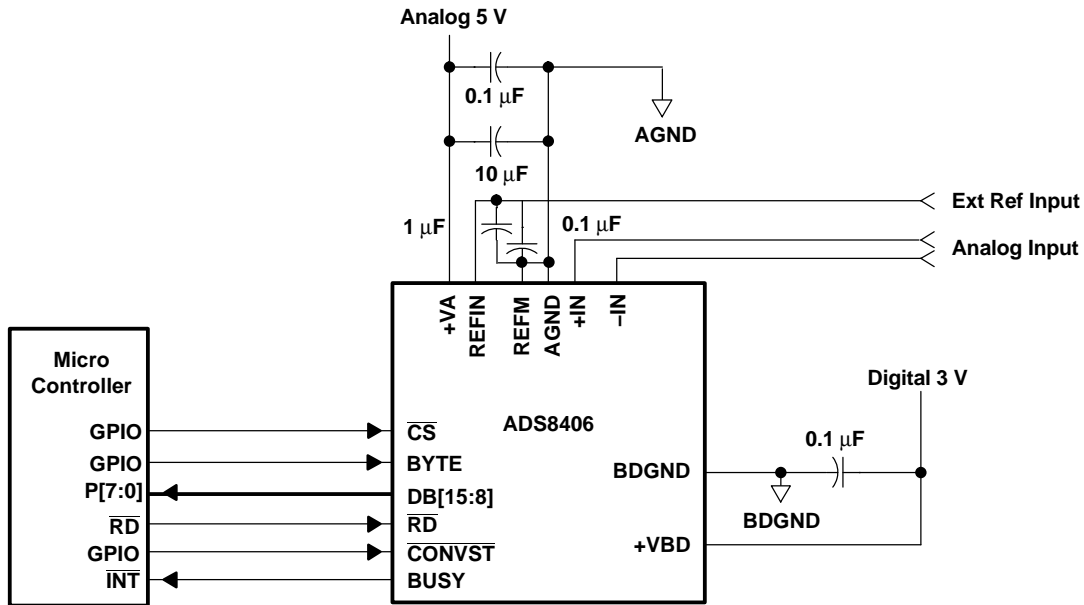 Analog 5 V
0.1 μF
AGND
10 μF
1 μF
0.1 μF
Ext Ref Input
Analog Input
+VA
REFIN
REFM
AGND
+IN
–IN
Micro
Controller
Digital 3 V
ADS8406
0.1 μF
GPIO
CS
GPIO
BYTE
BDGND
P[7:0]
DB[15:8]
BDGND
RD
RD
GPIO
CONVST
+VBD
INT
BUSY